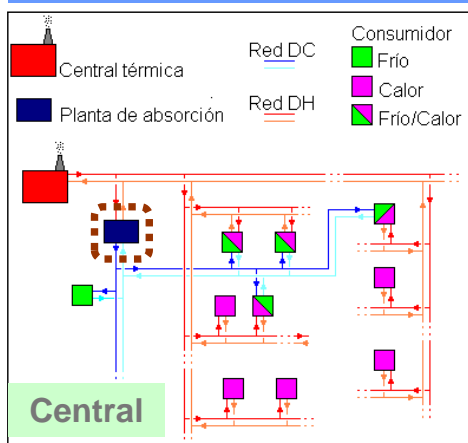 Consumidor
Red DC
Frío
Central térmica
Calor
Planta de absorción
Red DH
Frío/Calor
Central